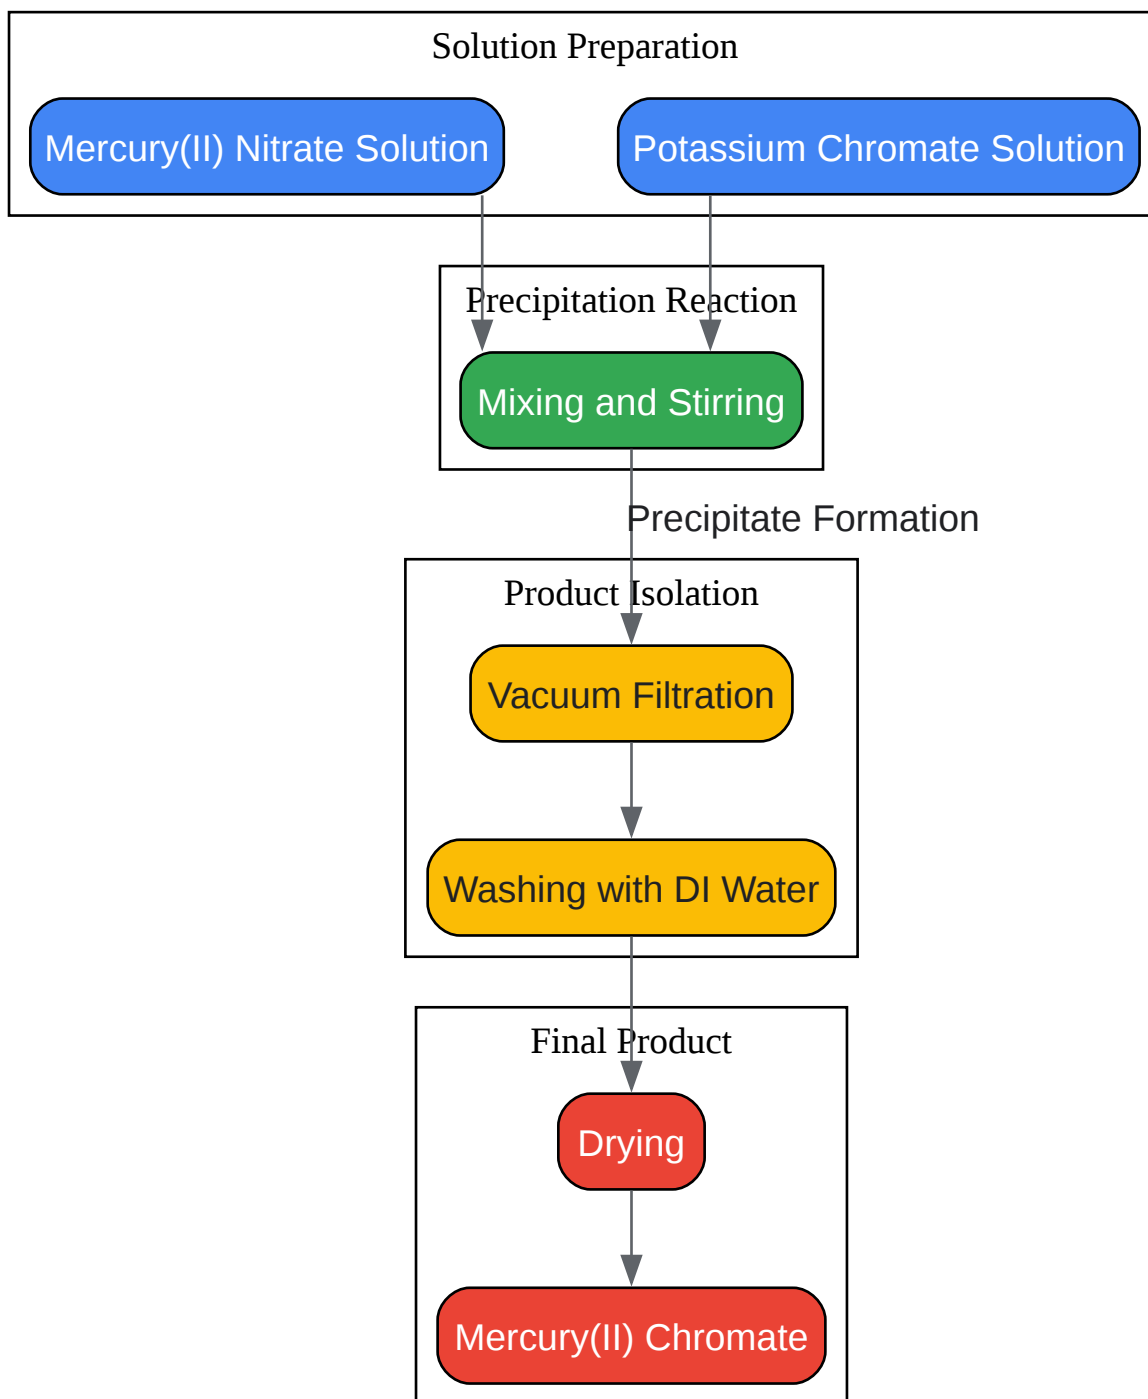 Solution Preparation
Mercury(II) Nitrate Solution
Potassium Chromate Solution
Precipitation Reaction
Mixing and Stirring
Precipitate Formation
Product Isolation
Vacuum Filtration
Washing with DI Water
Final Product
Drying
Mercury(II) Chromate